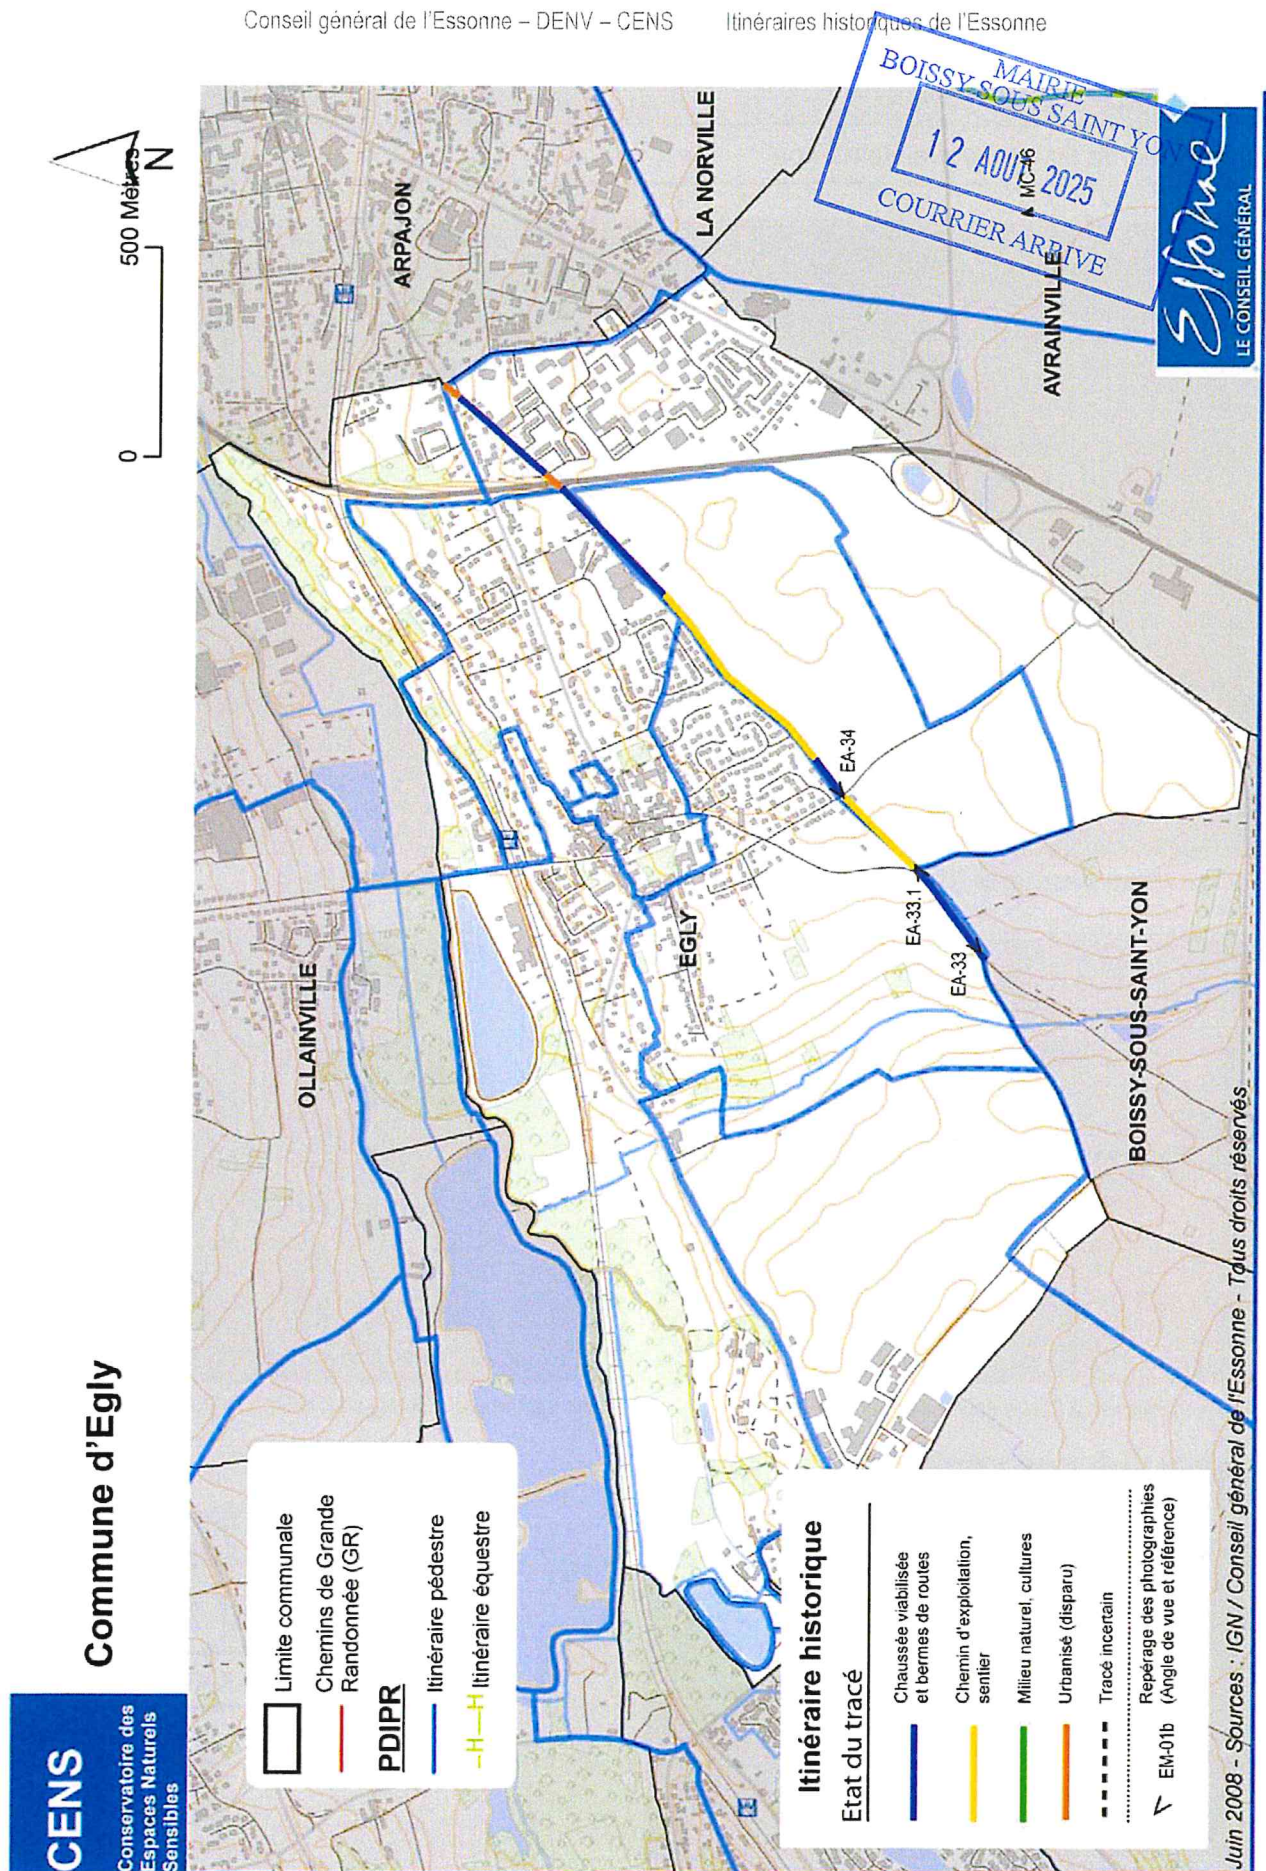 Conseil général de l'Essonne – DENV – CENS
Itinéraires historiques de l'Essonne
CENS
Conservatoire des
Espaces Naturels
Sensibles
Commune d'Egly
0
500 Mètres
N
MAIRIE
BOISSY SOUS SAINT YON
12 AOUT 2025
COURRIER ARRIVE
MC-46
Essonne
LE CONSEIL GÉNÉRAL
ARPAJON
LA NORVILLE
AVRAINVILLE
OLLAINVILLE
EGLY
BOISSY-SOUS-SAINT-YON
EA-34
EA-33.1
EA-33
Limite communale
Chemins de Grande
Randonnée (GR)
PDIPR
Itinéraire pédestre
–H—H
Itinéraire équestre
Itinéraire historique
Etat du tracé
Chaussée viabilisée
et bermes de routes
Chemin d'exploitation,
sentier
Milieu naturel, cultures
Urbanisé (disparu)
Tracé incertain
Repérage des photographies
EM-01b (Angle de vue et référence)
Juin 2008 - Sources : IGN / Conseil général de l'Essonne - Tous droits réservés